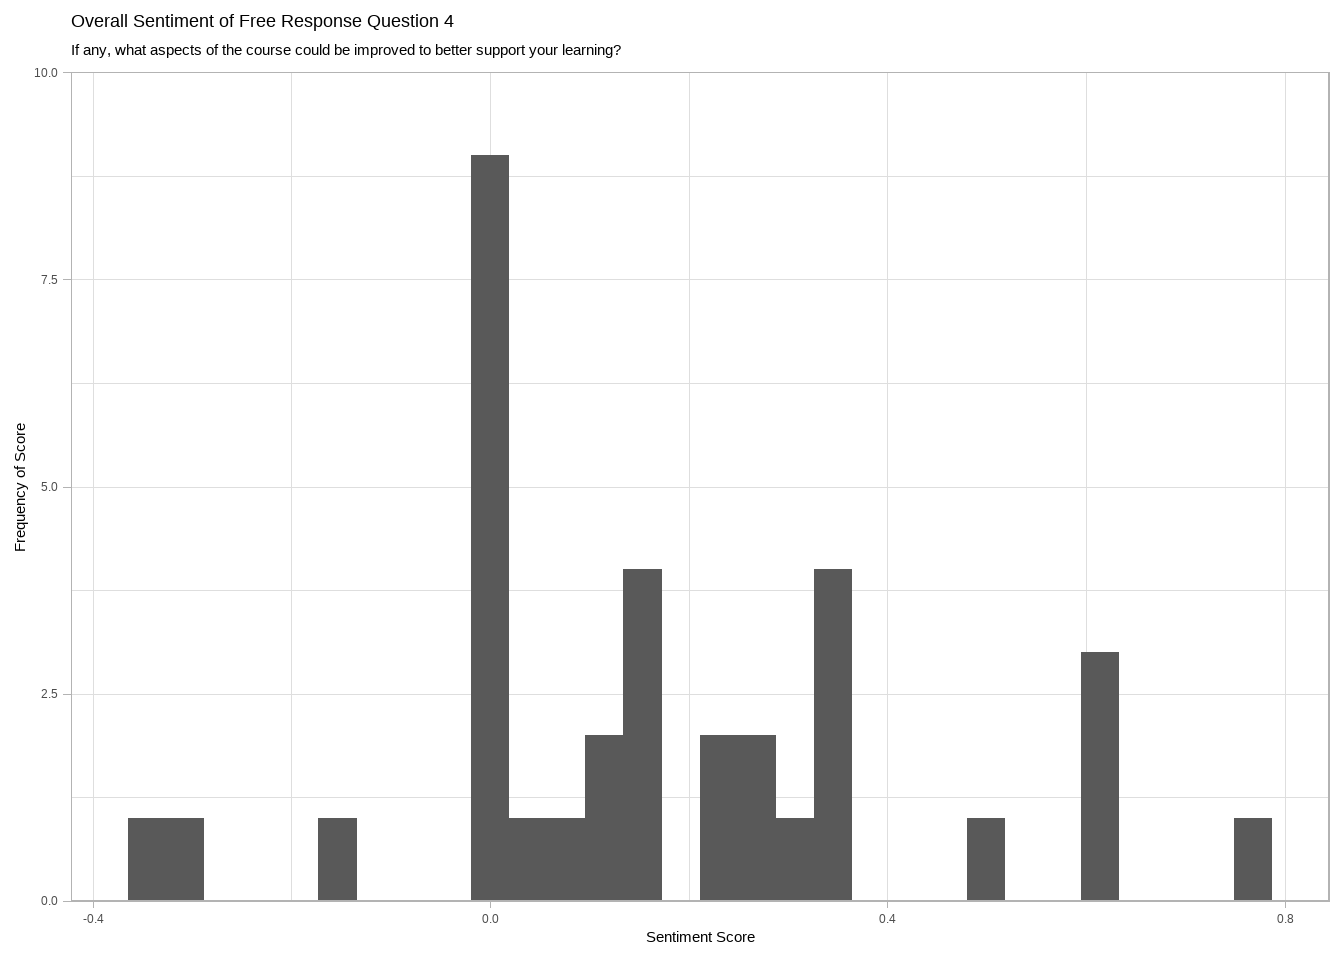 Overall Sentiment of Free Response Question 4
If any, what aspects of the course could be improved to better support your learning?
10.0
7.5
5.0
2.5
0.0
Frequency of Score
-0.4
0.0
0.4
0.8
Sentiment Score